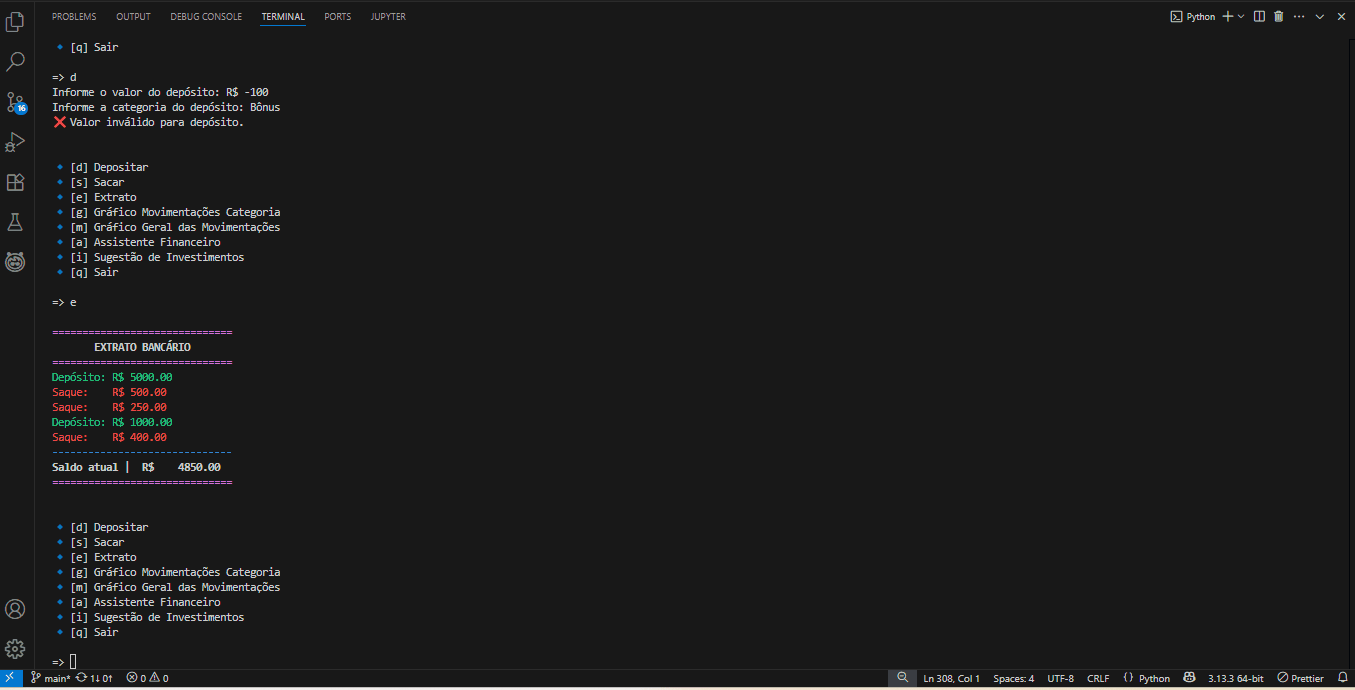 PROBLEMS OUTPUT DEBUG CONSOLE TERMINAL PORTS JUPYTER Python
[q] Sair
=> d
Informe o valor do depósito: R$ -100
Informe a categoria do depósito: Bônus
❌ Valor inválido para depósito.
[d] Depositar
[s] Sacar
[e] Extrato
[g] Gráfico Movimentações Categoria
[m] Gráfico Geral das Movimentações
[a] Assistente Financeiro
[i] Sugestão de Investimentos
[q] Sair
=> e
==============================
EXTRATO BANCÁRIO
==============================
Depósito: R$ 5000.00
Saque: R$ 500.00
Saque: R$ 250.00
Depósito: R$ 1000.00
Saque: R$ 400.00
------------------------------
Saldo atual | R$ 4850.00
==============================
[d] Depositar
[s] Sacar
[e] Extrato
[g] Gráfico Movimentações Categoria
[m] Gráfico Geral das Movimentações
[a] Assistente Financeiro
[i] Sugestão de Investimentos
[q] Sair
=>
16
main* 1↓ 0↑ 0 0 Ln 308, Col 1 Spaces: 4 UTF-8 CRLF {} Python 3.13.3 64-bit Prettier